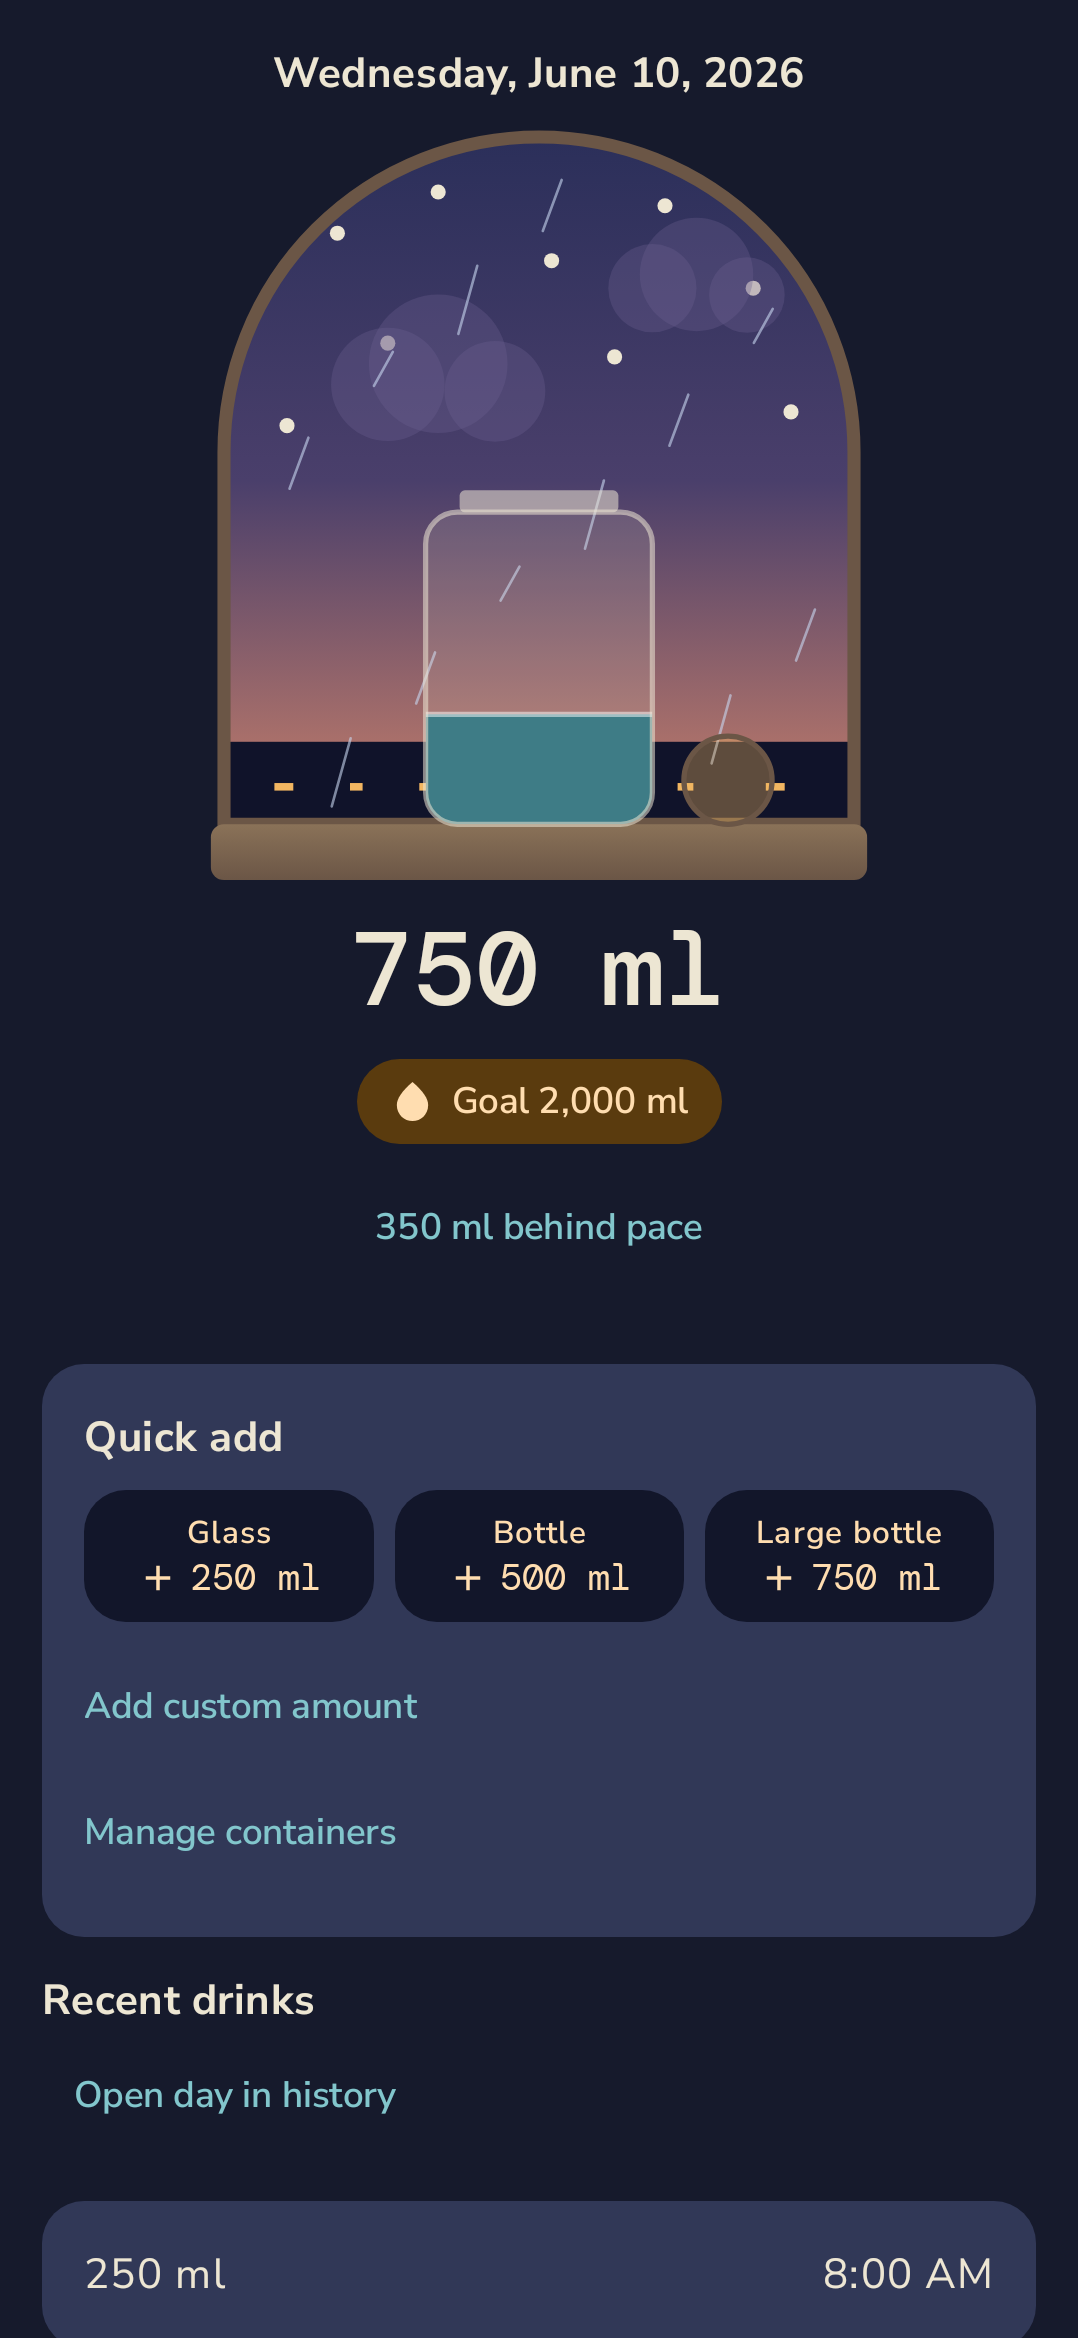 Wednesday, June 10, 2026
750 ml
Goal 2,000 ml
350 ml behind pace
Quick add
Glass
+ 250 ml
Bottle
+ 500 ml
Large bottle
+ 750 ml
Add custom amount
Manage containers
Recent drinks
Open day in history
250 ml 8:00 AM